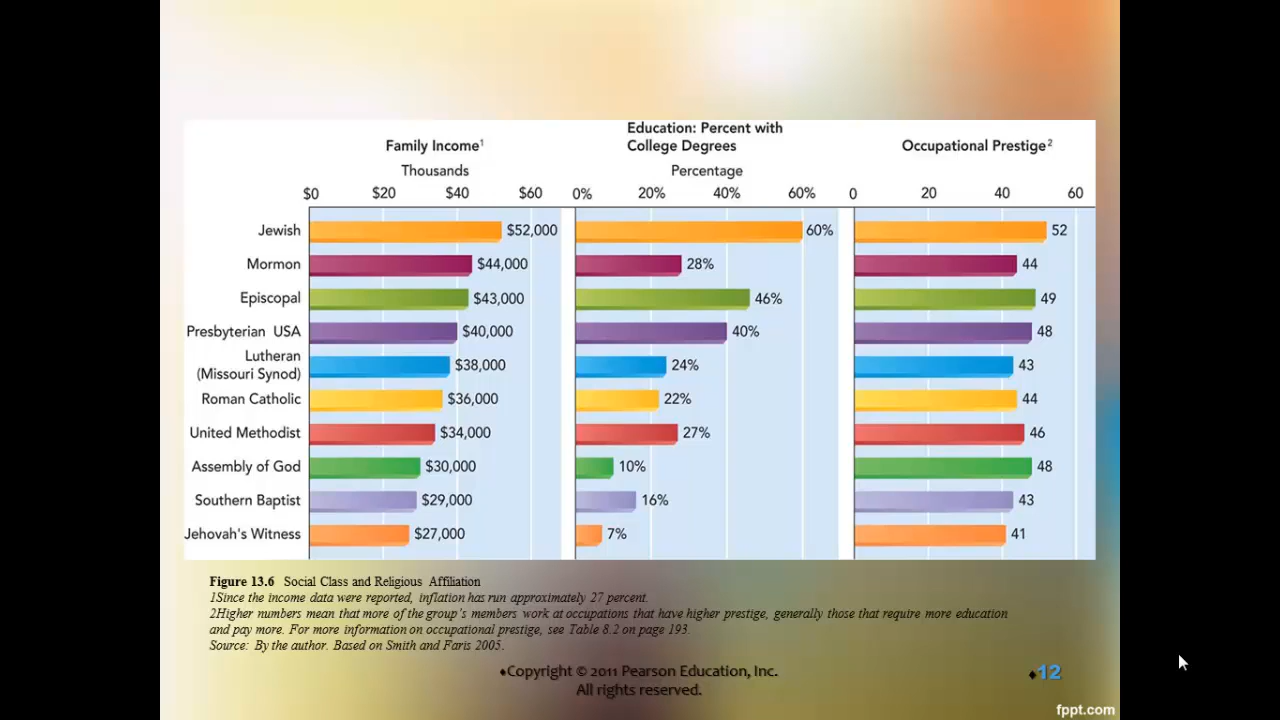 Family Income1
Education: Percent with
College Degrees
Occupational Prestige2
Thousands
Percentage
$0 $20 $40 $60 0% 20% 40% 60% 0 20 40 60
Jewish $52,000 60% 52
Mormon $44,000 28% 44
Episcopal $43,000 46% 49
Presbyterian USA $40,000 40% 48
Lutheran
(Missouri Synod) $38,000 24% 43
Roman Catholic $36,000 22% 44
United Methodist $34,000 27% 46
Assembly of God $30,000 10% 48
Southern Baptist $29,000 16% 43
Jehovah's Witness $27,000 7% 41
Figure 13.6 Social Class and Religious Affiliation
1Since the income data were reported, inflation has run approximately 27 percent.
2Higher numbers mean that more of the group's members work at occupations that have higher prestige, generally those that require more education
and pay more. For more information on occupational prestige, see Table 8.2 on page 193.
Source: By the author. Based on Smith and Faris 2005.
♦Copyright © 2011 Pearson Education, Inc.
All rights reserved.
♦12
fppt.com